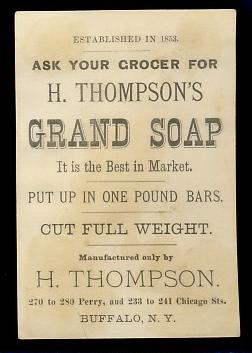 ESTABLISHED IN 1853.
ASK YOUR GROCER FOR
H. THOMPSON'S
GRAND SOAP
It is the Best in Market.
PUT UP IN ONE POUND BARS.
CUT FULL WEIGHT.
Manufactured only by
H. THOMPSON.
270 to 280 Perry, and 233 to 241 Chicago Sts.
BUFFALO, N. Y.